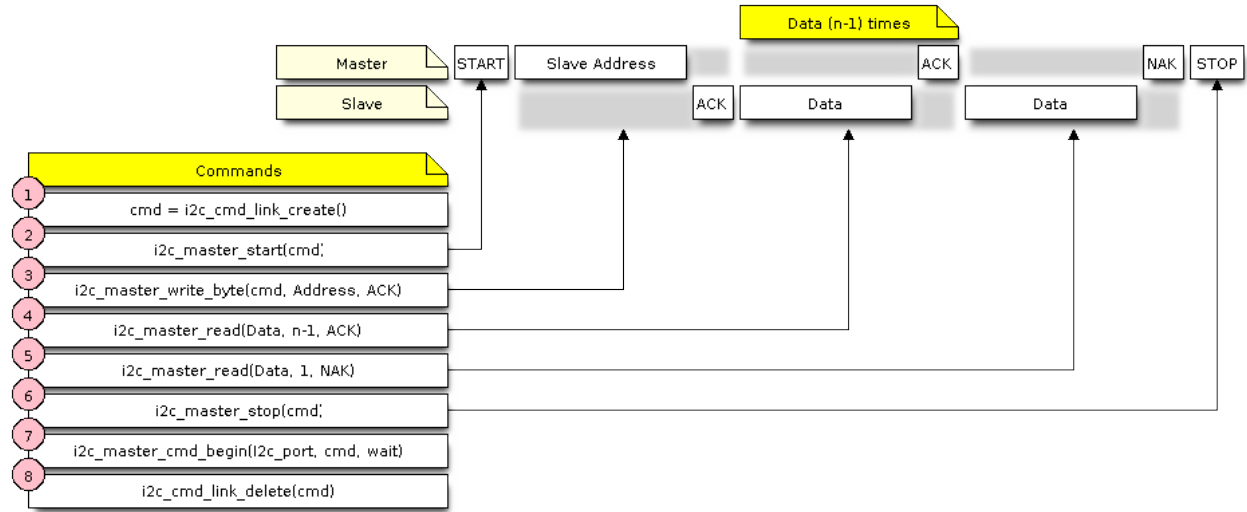 Data (n-1) times
Master START Slave Address ACK NAK STOP
Slave ACK Data Data
Commands
1 cmd = i2c_cmd_link_create()
2 i2c_master_start(cmd;
3 i2c_master_write_byte(cmd, Address, ACK)
4 i2c_master_read(Data, n-1, ACK)
5 i2c_master_read(Data, 1, NAK)
6 i2c_master_stop(cmd;
7 i2c_master_cmd_begin(I2c_port, cmd, wait)
8 i2c_cmd_link_delete(cmd)